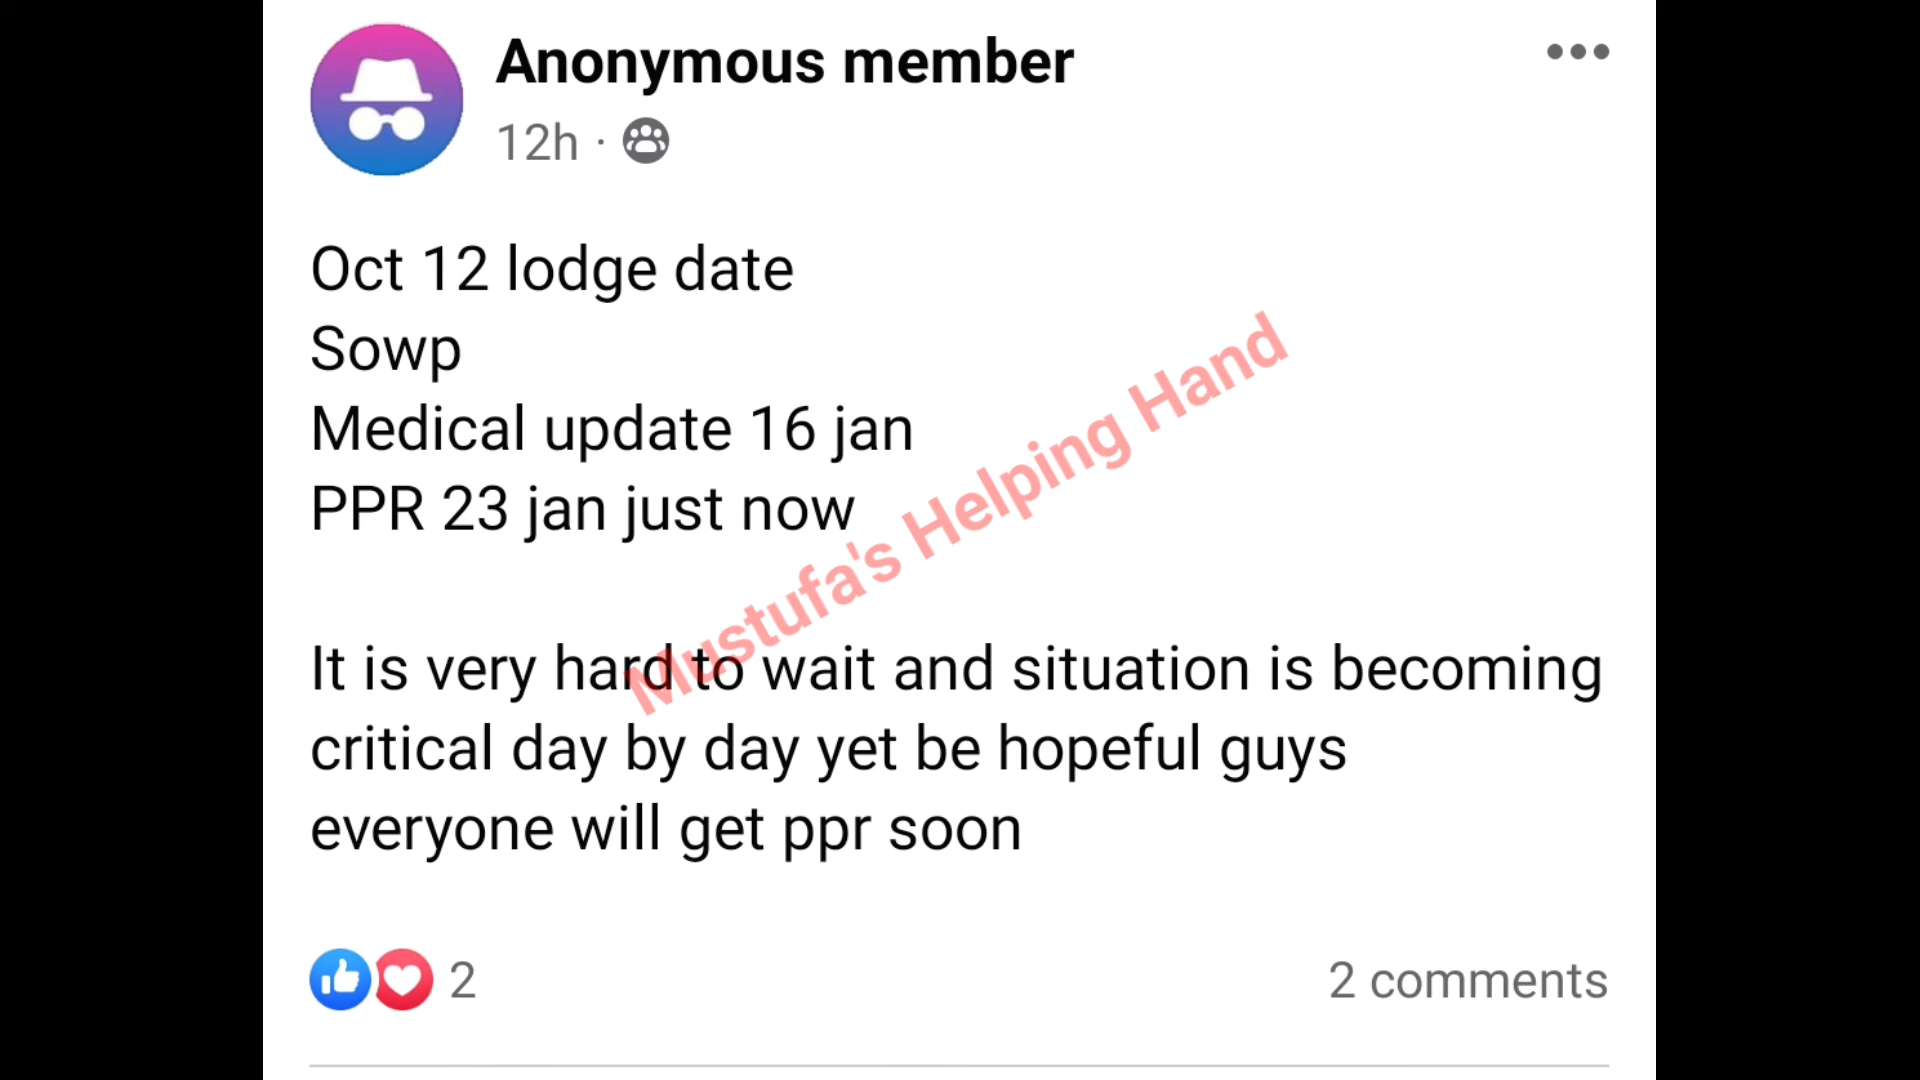 Anonymous member
12h ·
Oct 12 lodge date
Sowp
Medical update 16 jan
PPR 23 jan just now
Mustufa's Helping Hand
It is very hard to wait and situation is becoming
critical day by day yet be hopeful guys
everyone will get ppr soon
2
2 comments